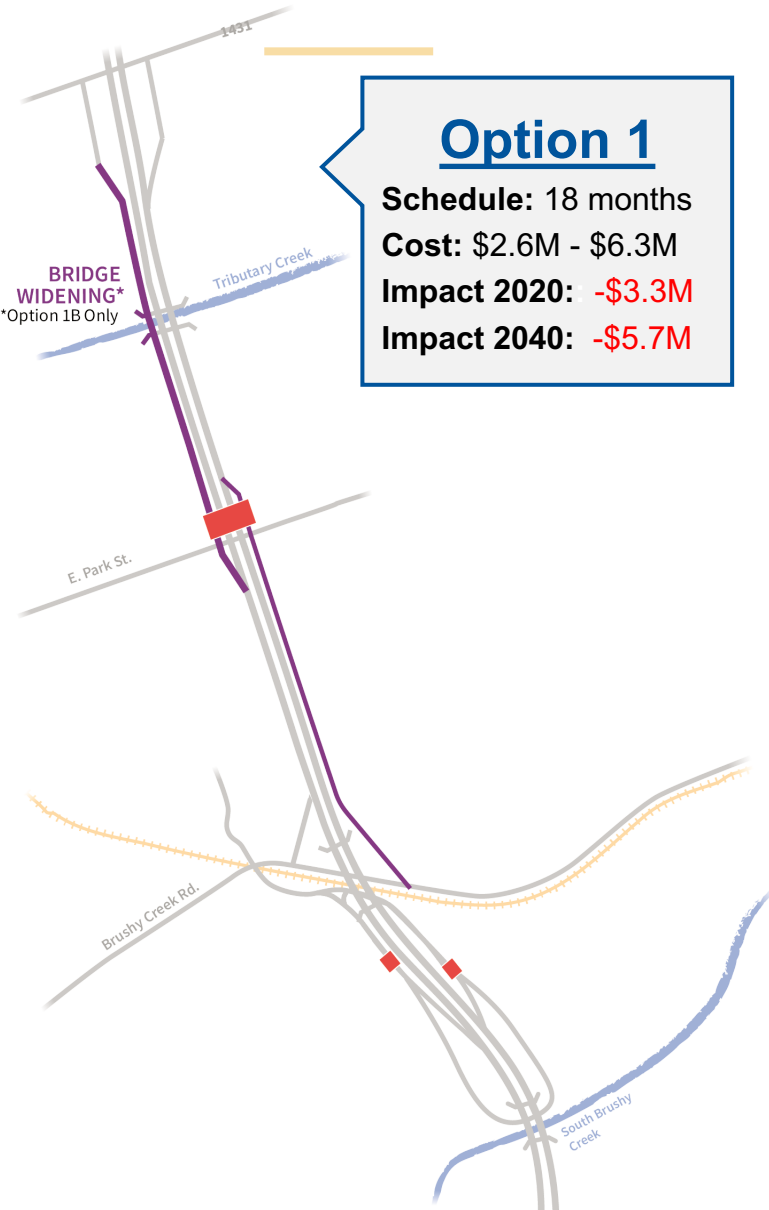 1431
Option 1
Schedule: 18 months
Cost: $2.6M - $6.3M
Impact 2020: -$3.3M
Impact 2040: -$5.7M
Tributary Creek
BRIDGE
WIDENING*
*Option 1B Only
E. Park St.
Brushy Creek Rd.
South Brushy
Creek